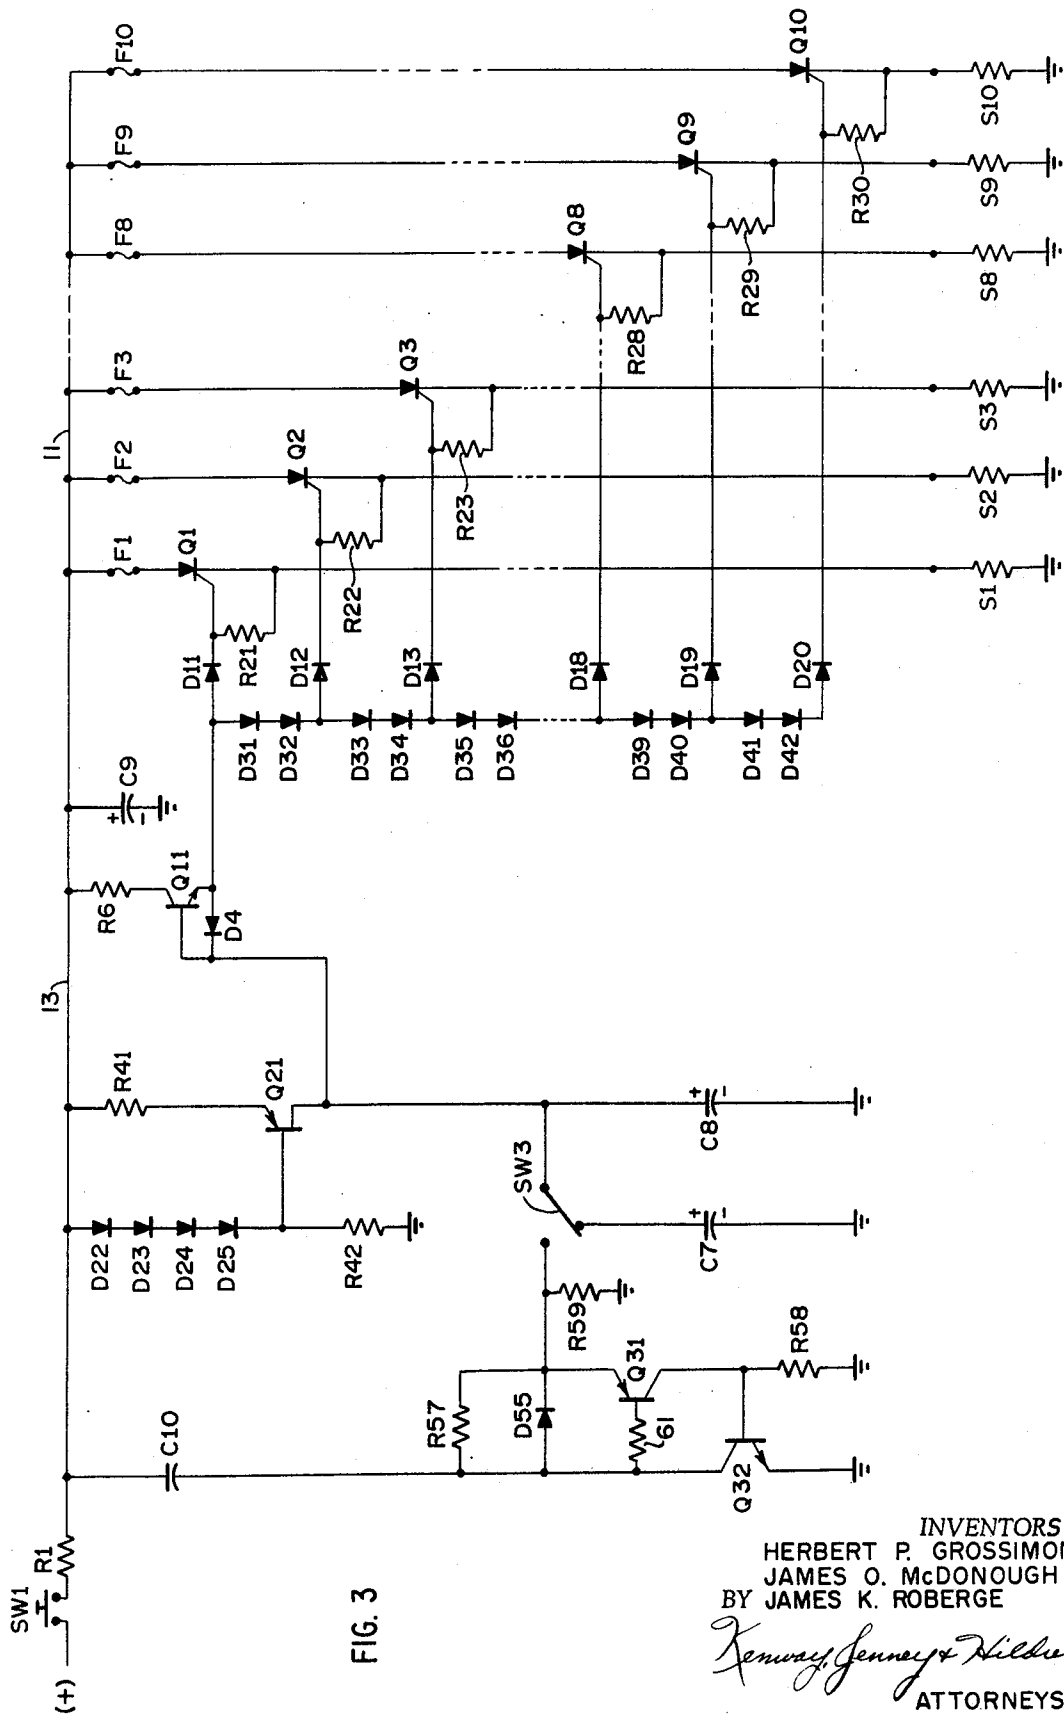 SW1
(+)
R1
C10
R57
D55
61
Q31
Q32
R58
R59
D22
D23
D24
D25
R42
SW3
C7
+
-
C8
+
-
R41
Q21
13
R6
Q11
D4
C9
+
-
D11
D31
D32
D12
D33
D34
D13
D35
D36
D18
D39
D40
D19
D41
D42
D20
11
F1
F2
F3
F8
F9
F10
Q1
Q2
Q3
Q8
Q9
Q10
R21
R22
R23
R28
R29
R30
S1
S2
S3
S8
S9
S10
FIG. 3
INVENTORS
HERBERT P. GROSSIMON
JAMES O. McDONOUGH
BY JAMES K. ROBERGE
Kenway, Jenney & Hildre
ATTORNEYS